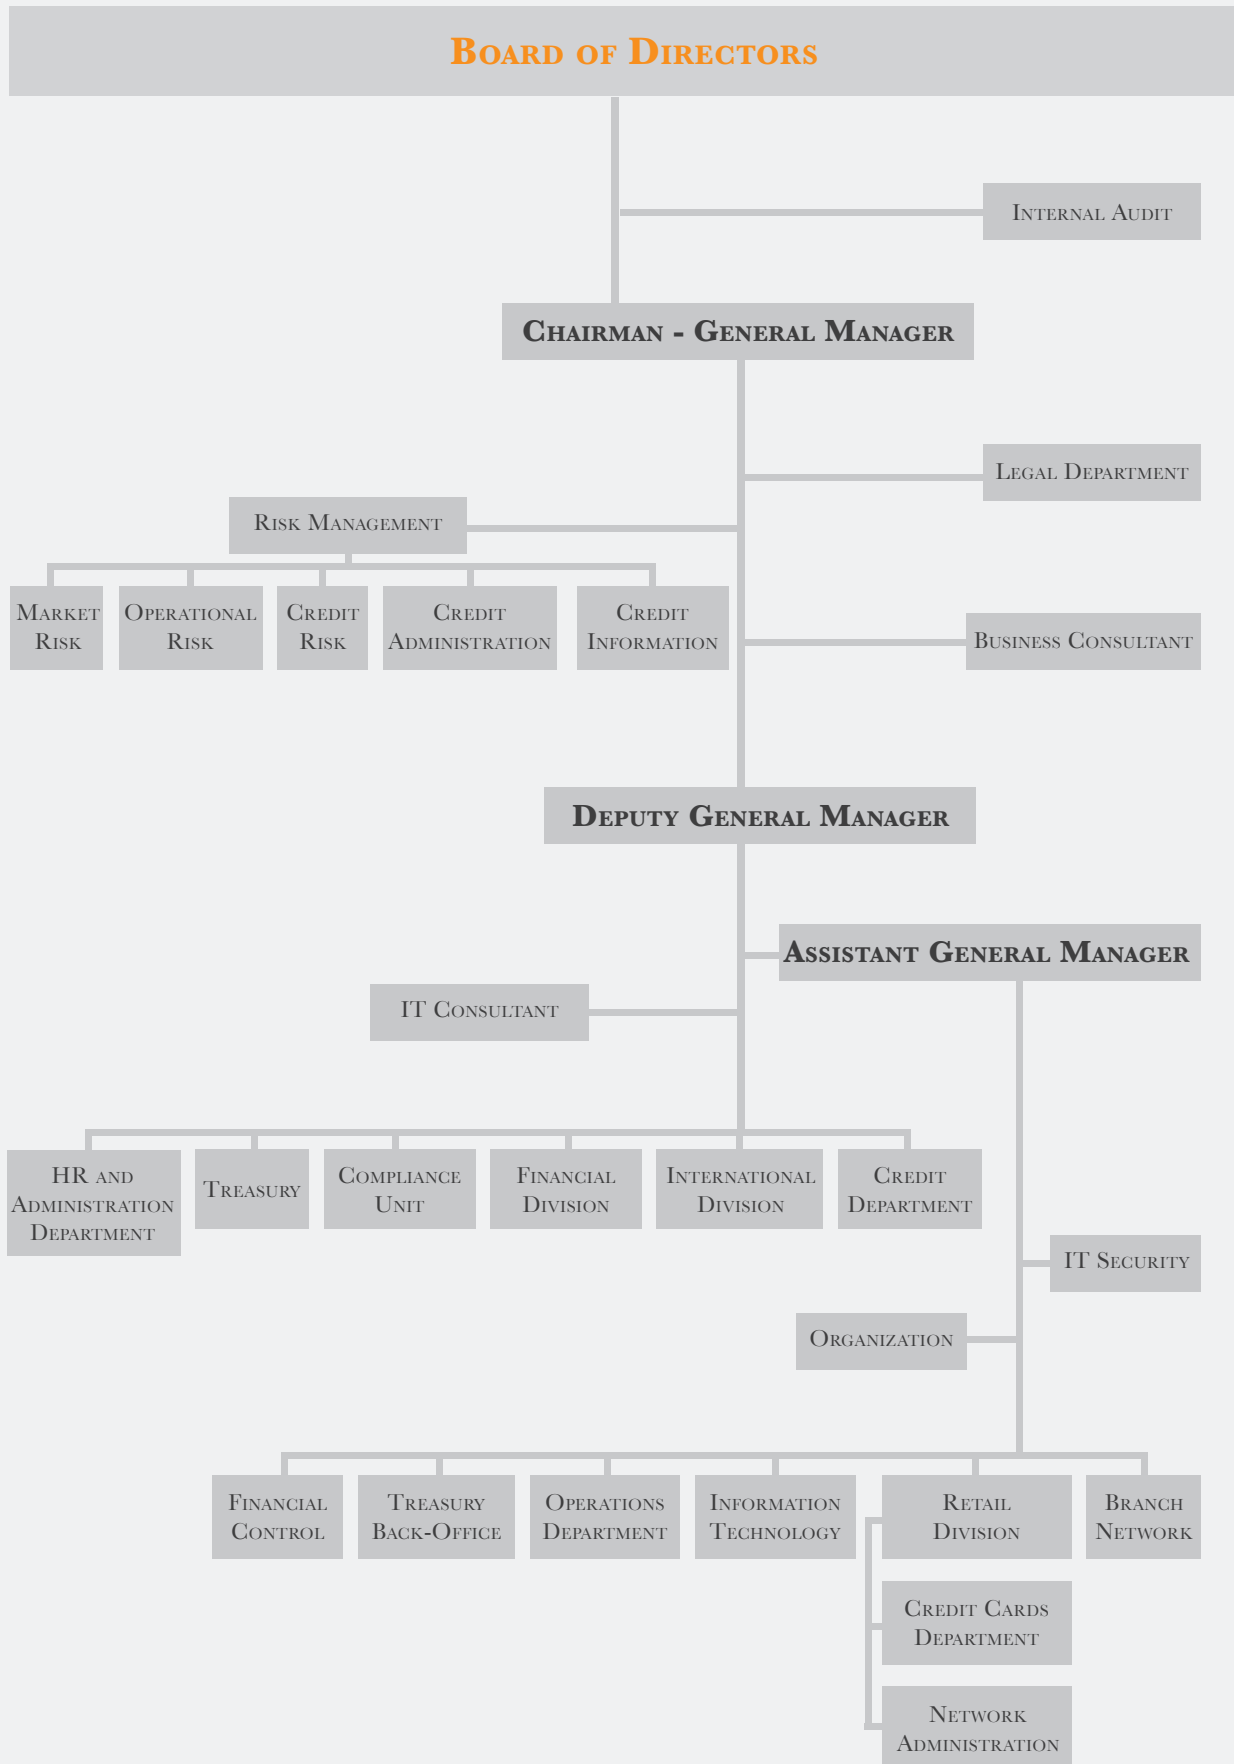 Board of Directors
Internal Audit
Chairman - General Manager
Legal Department
Risk Management
Market
Risk
Operational
Risk
Credit
Risk
Credit
Administration
Credit
Information
Business Consultant
Deputy General Manager
Assistant General Manager
IT Consultant
HR and
Administration
Department
Treasury
Compliance
Unit
Financial
Division
International
Division
Credit
Department
IT Security
Organization
Financial
Control
Treasury
Back-Office
Operations
Department
Information
Technology
Retail
Division
Branch
Network
Credit Cards
Department
Network
Administration